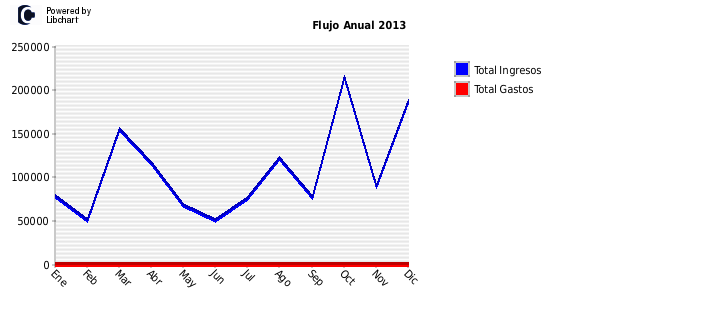 Powered by
Libchart
Flujo Anual 2013
250000
200000
150000
100000
50000
0
Ene
Feb
Mar
Abr
May
Jun
Jul
Ago
Sep
Oct
Nov
Dic
Total Ingresos
Total Gastos